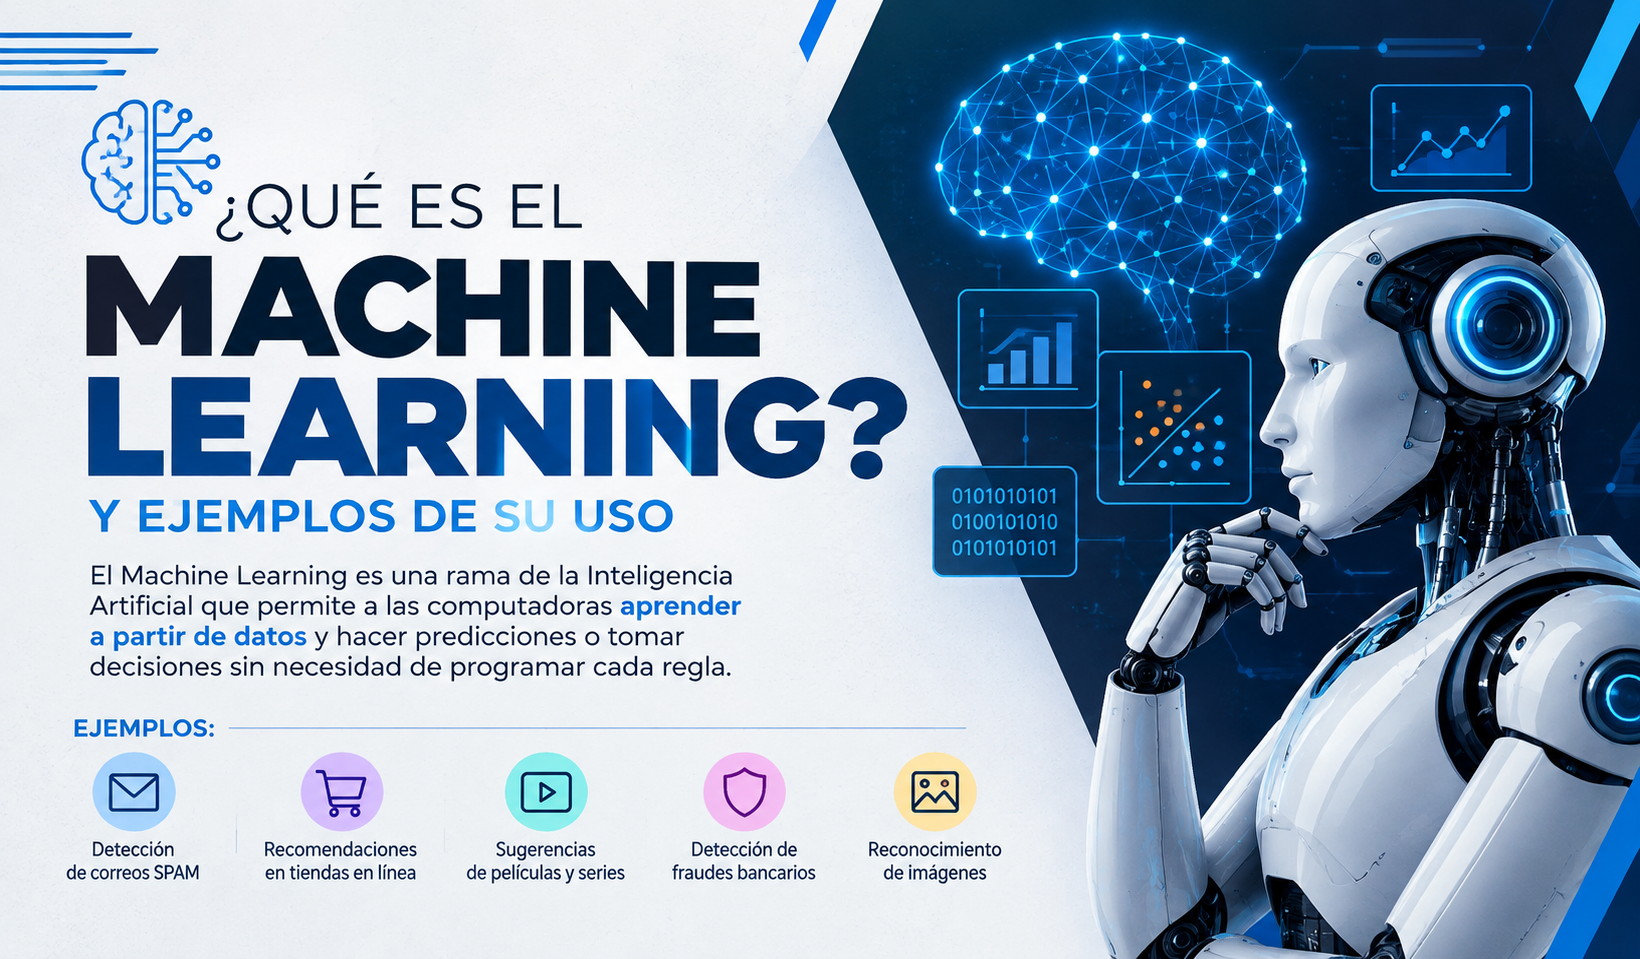 ¿QUÉ ES EL
MACHINE
LEARNING?
Y EJEMPLOS DE SU USO
El Machine Learning es una rama de la Inteligencia
Artificial que permite a las computadoras aprender
a partir de datos y hacer predicciones o tomar
decisiones sin necesidad de programar cada regla.
EJEMPLOS:
Detección
de correos SPAM
Recomendaciones
en tiendas en línea
Sugerencias
de películas y series
Detección de
fraudes bancarios
Reconocimiento
de imágenes
0101010101
0100101010
0101010101